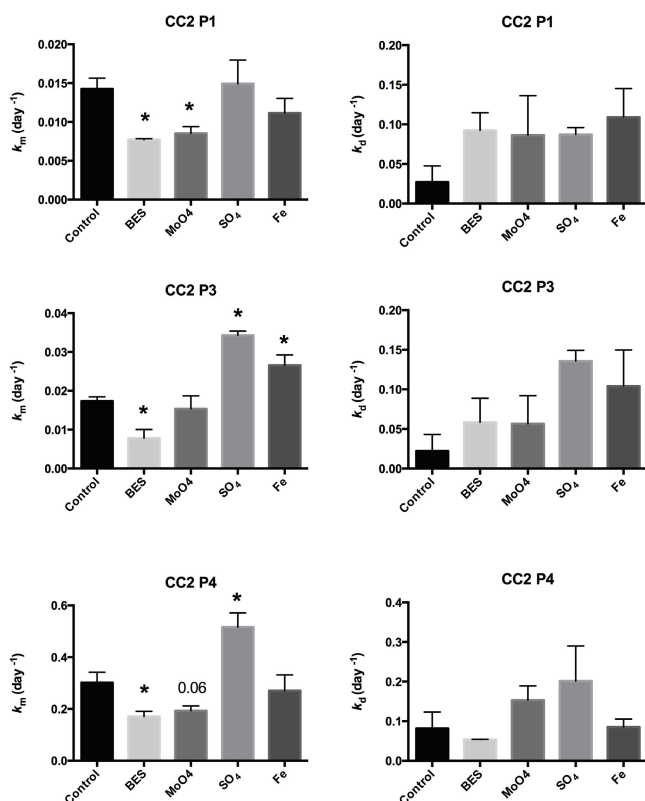 CC2 P1
0.020
0.015
0.010
0.005
0.000
km (day -1)
* *
Control BES MoO4 SO4 Fe
CC2 P1
0.20
0.15
0.10
0.05
0.00
kd (day -1)
Control BES MoO4 SO4 Fe
CC2 P3
0.04
0.03
0.02
0.01
0.00
km (day -1)
* * *
Control BES MoO4 SO4 Fe
CC2 P3
0.20
0.15
0.10
0.05
0.00
kd (day -1)
Control BES MoO4 SO4 Fe
CC2 P4
0.6
0.4
0.2
0.0
km (day -1)
* 0.06 *
Control BES MoO4 SO4 Fe
CC2 P4
0.4
0.3
0.2
0.1
0.0
kd (day -1)
Control BES MoO4 SO4 Fe